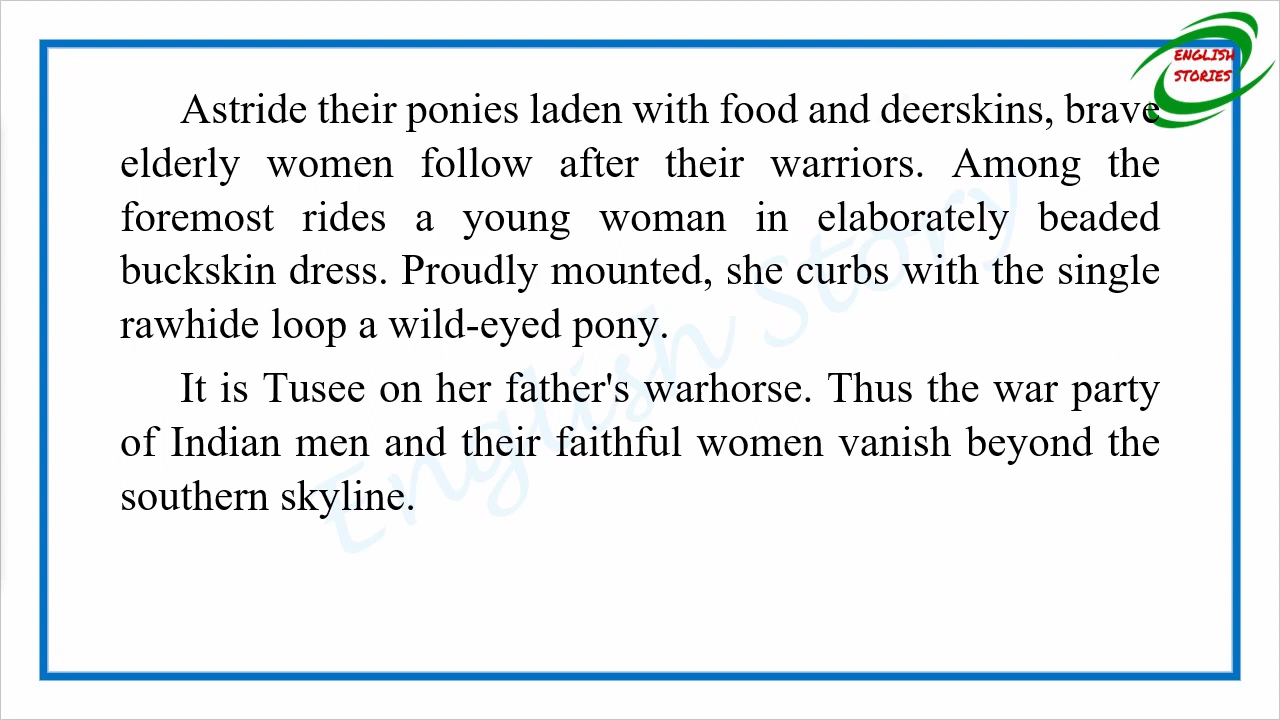 ENGLISH
STORIES
Astride their ponies laden with food and deerskins, brave
elderly women follow after their warriors. Among the
foremost rides a young woman in elaborately beaded
buckskin dress. Proudly mounted, she curbs with the single
rawhide loop a wild-eyed pony.
It is Tusee on her father's warhorse. Thus the war party
of Indian men and their faithful women vanish beyond the
southern skyline.
English Story